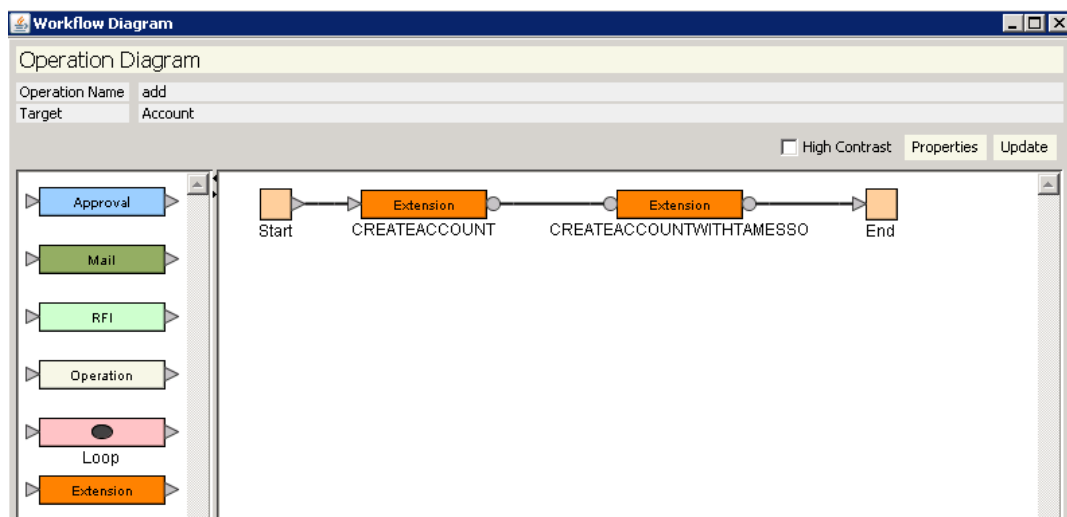 Workflow Diagram
Operation Diagram
Operation Name add
Target Account
High Contrast Properties Update
Approval
Mail
RFI
Operation
Loop
Extension
Extension Extension
Start CREATEACCOUNT CREATEACCOUNTWITHTAMESSO End